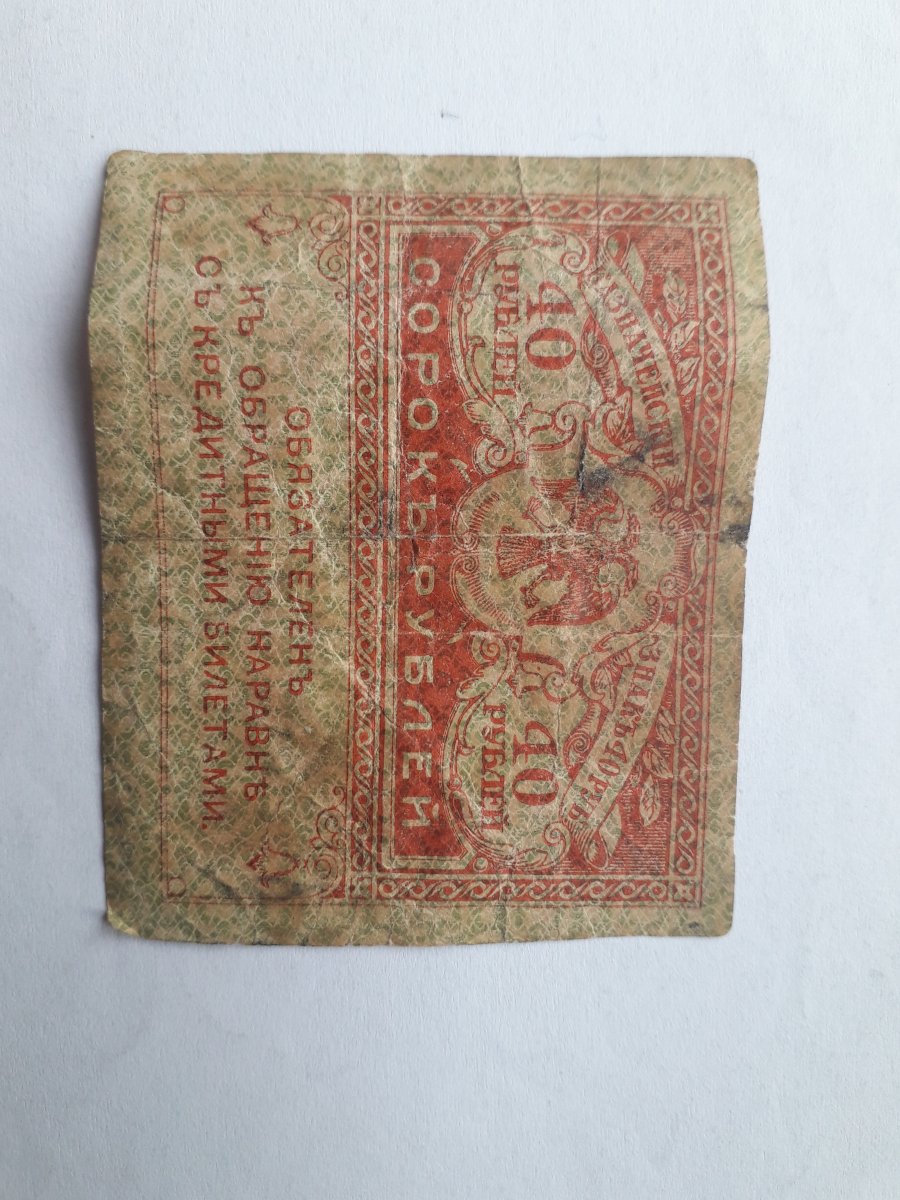 КАЗНАЧЕЙСКІЙ
ЗНАКЪ 40 РУБ.
40
РУБЛЕЙ
40
РУБЛЕЙ
СОРОКЪ РУБЛЕЙ
ОБЯЗАТЕЛЕНЪ
КЪ ОБРАЩЕНІЮ НАРАВНѢ
СЪ КРЕДИТНЫМИ БИЛЕТАМИ.